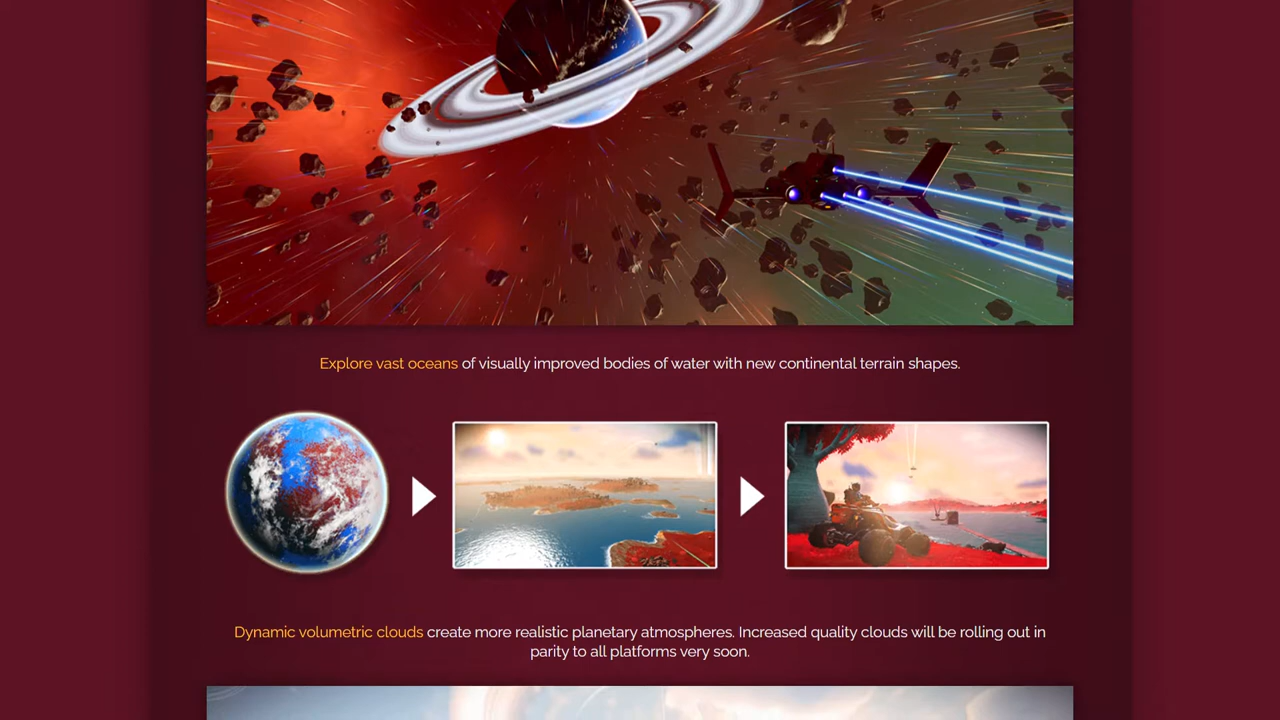 Explore vast oceans of visually improved bodies of water with new continental terrain shapes.
Dynamic volumetric clouds create more realistic planetary atmospheres. Increased quality clouds will be rolling out in
parity to all platforms very soon.